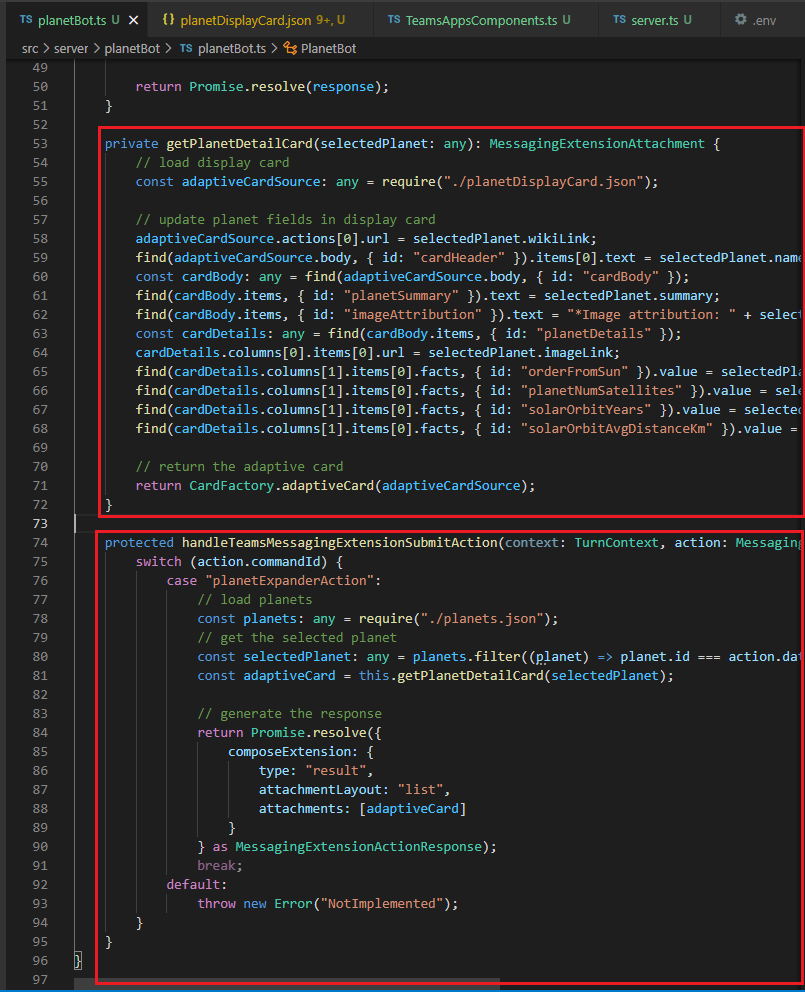 TS planetBot.ts U ×
{} planetDisplayCard.json 9+, U
TS TeamsAppsComponents.ts U
TS server.ts U
.env
src > server > planetBot > TS planetBot.ts > PlanetBot
49
50 return Promise.resolve(response);
51 }
52
53 private getPlanetDetailCard(selectedPlanet: any): MessagingExtensionAttachment {
54 // load display card
55 const adaptiveCardSource: any = require("./planetDisplayCard.json");
56
57 // update planet fields in display card
58 adaptiveCardSource.actions[0].url = selectedPlanet.wikiLink;
59 find(adaptiveCardSource.body, { id: "cardHeader" }).items[0].text = selectedPlanet.name
60 const cardBody: any = find(adaptiveCardSource.body, { id: "cardBody" });
61 find(cardBody.items, { id: "planetSummary" }).text = selectedPlanet.summary;
62 find(cardBody.items, { id: "imageAttribution" }).text = "*Image attribution: " + select
63 const cardDetails: any = find(cardBody.items, { id: "planetDetails" });
64 cardDetails.columns[0].items[0].url = selectedPlanet.imageLink;
65 find(cardDetails.columns[1].items[0].facts, { id: "orderFromSun" }).value = selectedPla
66 find(cardDetails.columns[1].items[0].facts, { id: "planetNumSatellites" }).value = sele
67 find(cardDetails.columns[1].items[0].facts, { id: "solarOrbitYears" }).value = selected
68 find(cardDetails.columns[1].items[0].facts, { id: "solarOrbitAvgDistanceKm" }).value =
69
70 // return the adaptive card
71 return CardFactory.adaptiveCard(adaptiveCardSource);
72 }
73
74 protected handleTeamsMessagingExtensionSubmitAction(context: TurnContext, action: Messaging
75 switch (action.commandId) {
76 case "planetExpanderAction":
77 // load planets
78 const planets: any = require("./planets.json");
79 // get the selected planet
80 const selectedPlanet: any = planets.filter((planet) => planet.id === action.dat
81 const adaptiveCard = this.getPlanetDetailCard(selectedPlanet);
82
83 // generate the response
84 return Promise.resolve({
85 composeExtension: {
86 type: "result",
87 attachmentLayout: "list",
88 attachments: [adaptiveCard]
89 }
90 } as MessagingExtensionActionResponse);
91 break;
92 default:
93 throw new Error("NotImplemented");
94 }
95 }
96 }
97